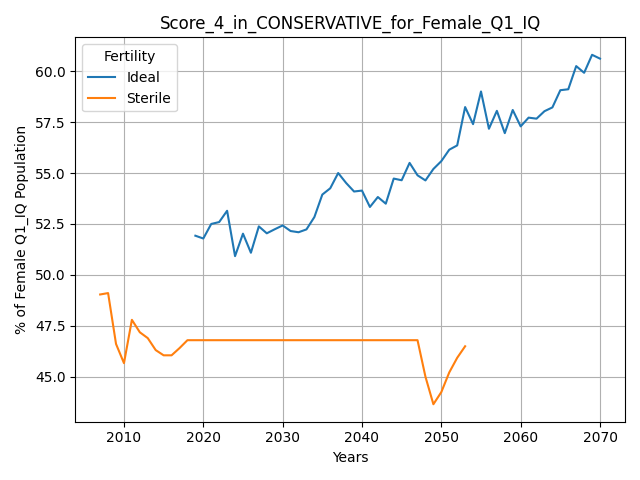 Score_4_in_CONSERVATIVE_for_Female_Q1_IQ
Fertility
Ideal
Sterile
% of Female Q1_IQ Population
60.0
57.5
55.0
52.5
50.0
47.5
45.0
2010 2020 2030 2040 2050 2060 2070
Years